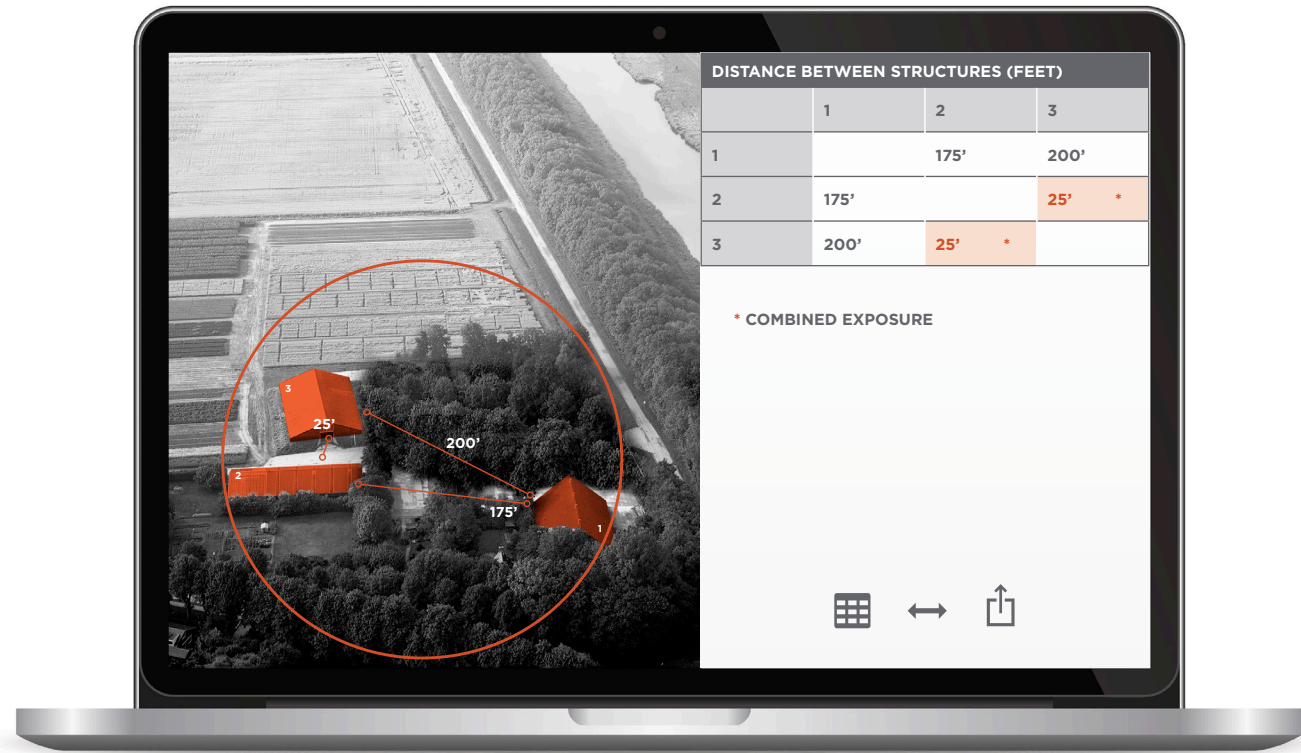 DISTANCE BETWEEN STRUCTURES (FEET)
1 2 3
1 175’ 200’
2 175’ 25’ *
3 200’ 25’ *
* COMBINED EXPOSURE
3
25’
200’
2
175’
1